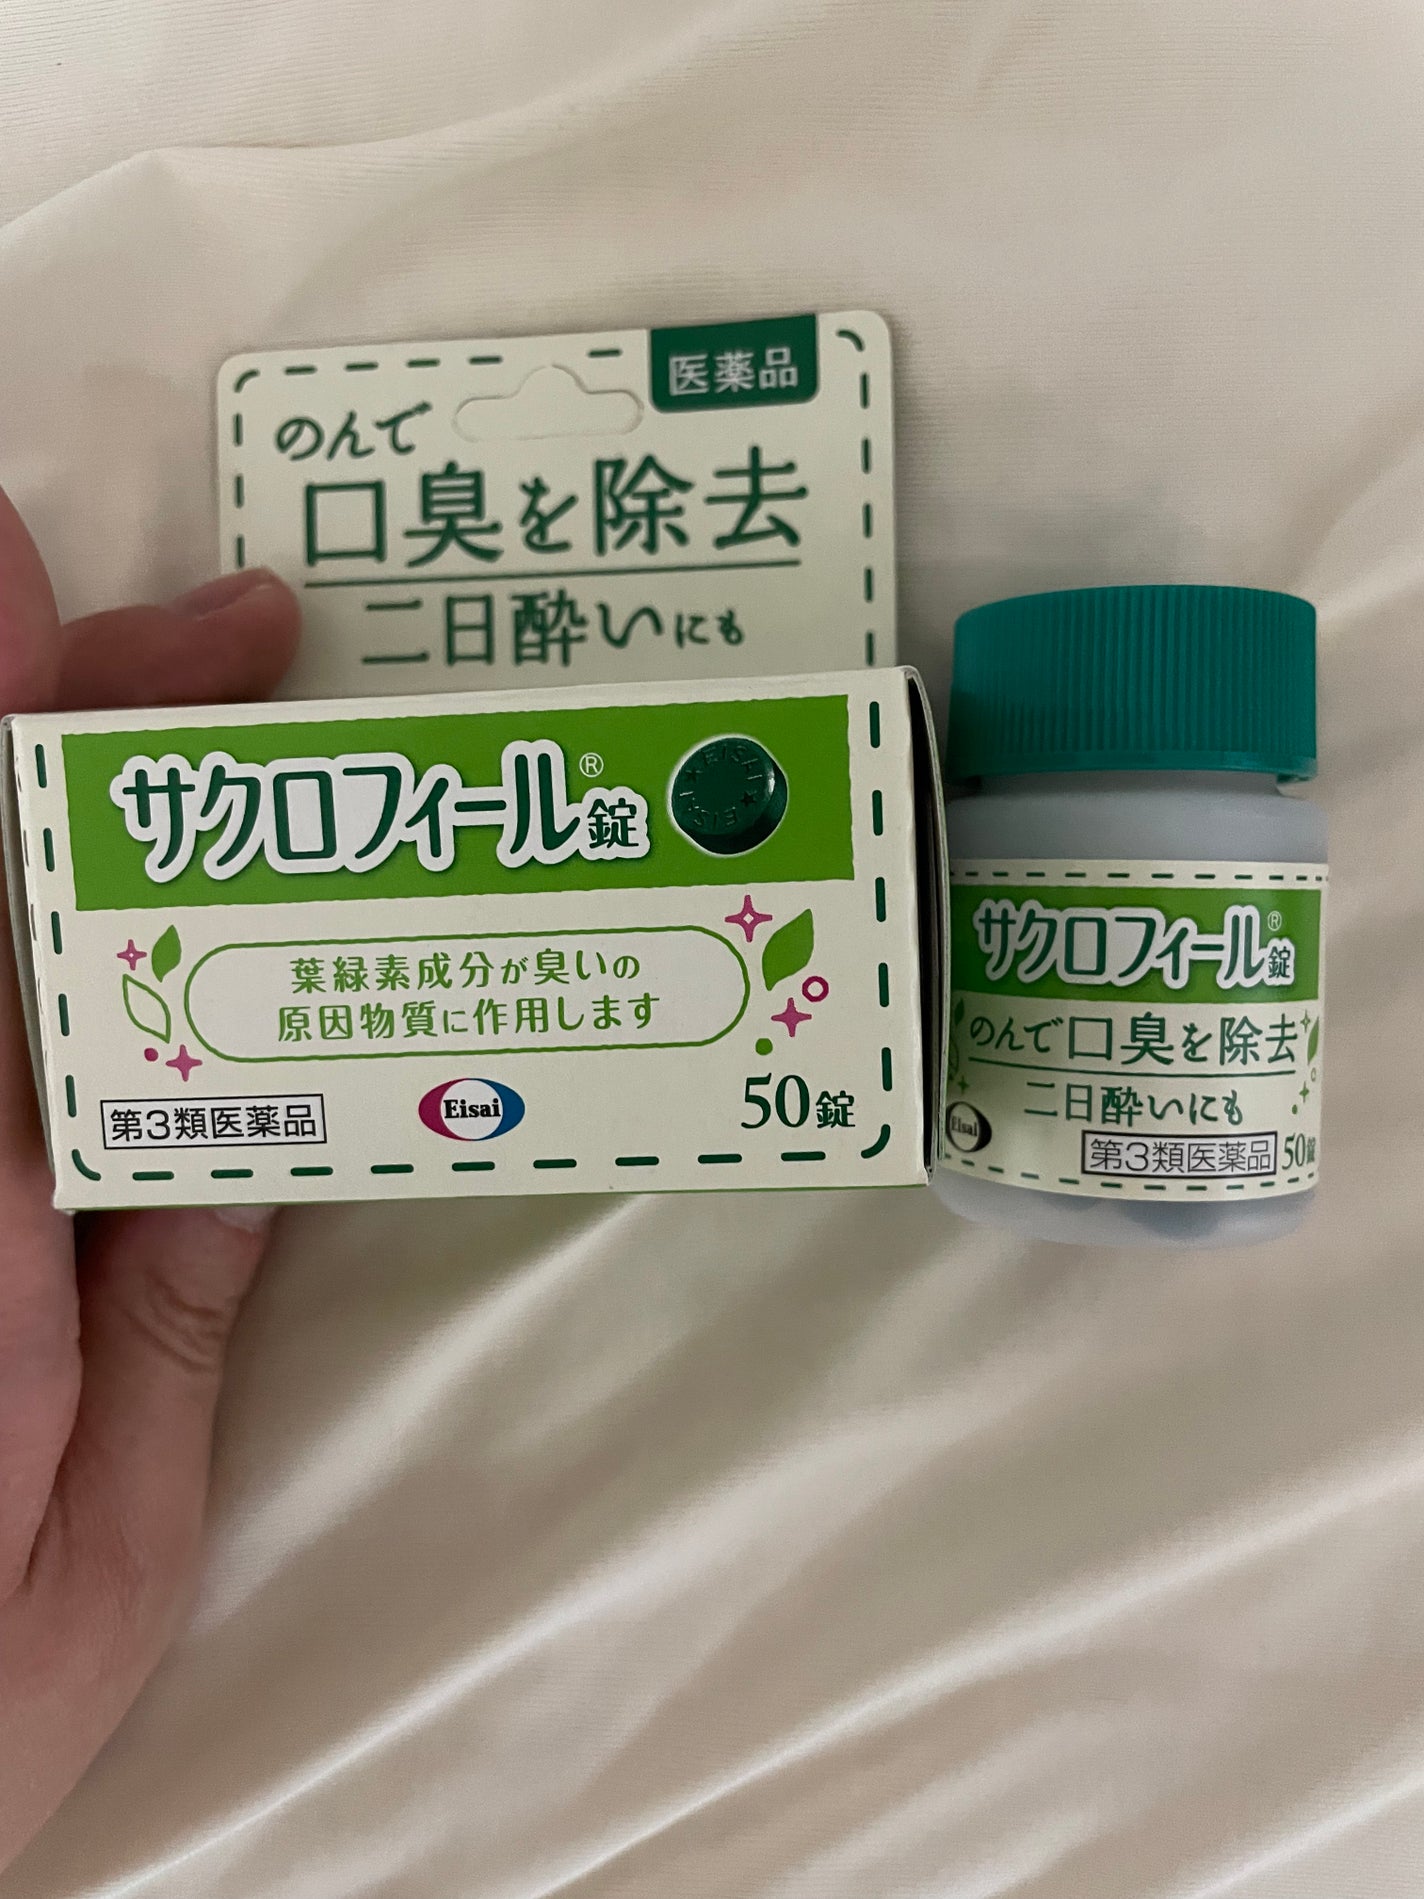 医薬品
のんで
口臭を除去
二日酔いにも
サクロフィール®錠
EISAI ★ EISAI ★
葉緑素成分が臭いの
原因物質に作用します
第3類医薬品
Eisai
50錠
サクロフィール®錠
のんで口臭を除去
二日酔いにも
Eisai
第3類医薬品
50錠